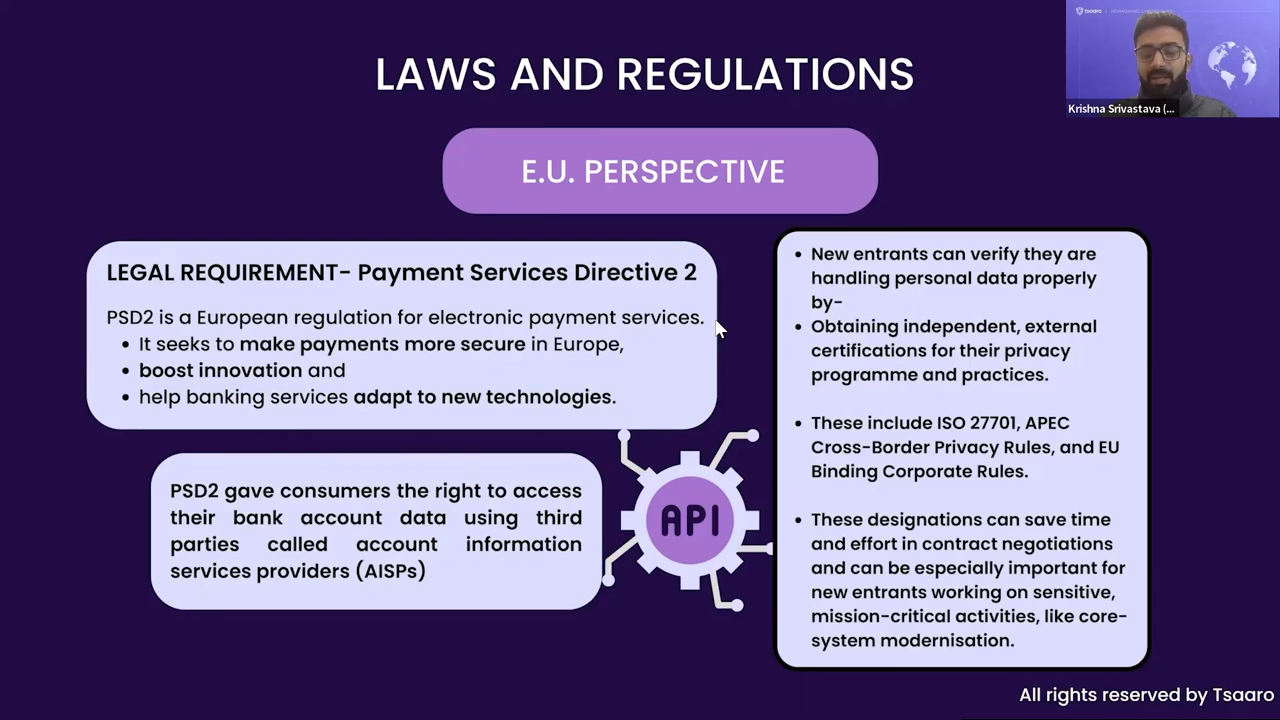 LAWS AND REGULATIONS
tsaaro
Krishna Srivastava (...
E.U. PERSPECTIVE
LEGAL REQUIREMENT- Payment Services Directive 2
PSD2 is a European regulation for electronic payment services.
• It seeks to make payments more secure in Europe,
• boost innovation and
• help banking services adapt to new technologies.
PSD2 gave consumers the right to access
their bank account data using third
parties called account information
services providers (AISPs)
API
• New entrants can verify they are
handling personal data properly
by-
• Obtaining independent, external
certifications for their privacy
programme and practices.
• These include ISO 27701, APEC
Cross-Border Privacy Rules, and EU
Binding Corporate Rules.
• These designations can save time
and effort in contract negotiations
and can be especially important for
new entrants working on sensitive,
mission-critical activities, like core-
system modernisation.
All rights reserved by Tsaaro